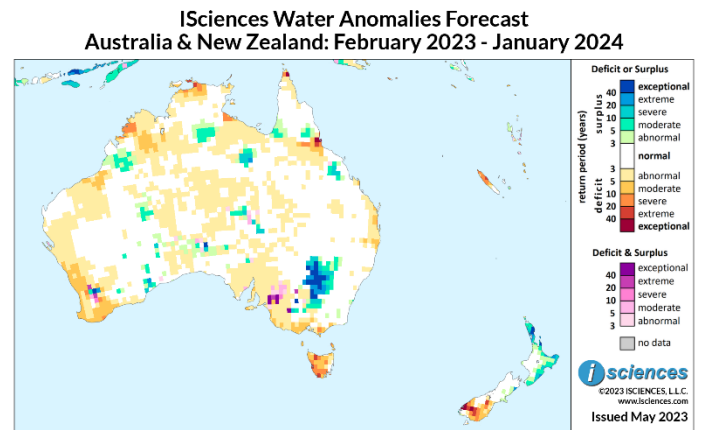 ISciences Water Anomalies Forecast
Australia & New Zealand: February 2023 - January 2024
Deficit or Surplus
return period (years)
surplus
exceptional
40
extreme
20
severe
10
moderate
5
abnormal
3
normal
deficit
3
abnormal
5
moderate
10
severe
20
extreme
40
exceptional
Deficit & Surplus
exceptional
40
extreme
20
severe
10
moderate
5
abnormal
3
no data
i sciences
©2023 ISCIENCES, L.L.C.
www.isciences.com
Issued May 2023